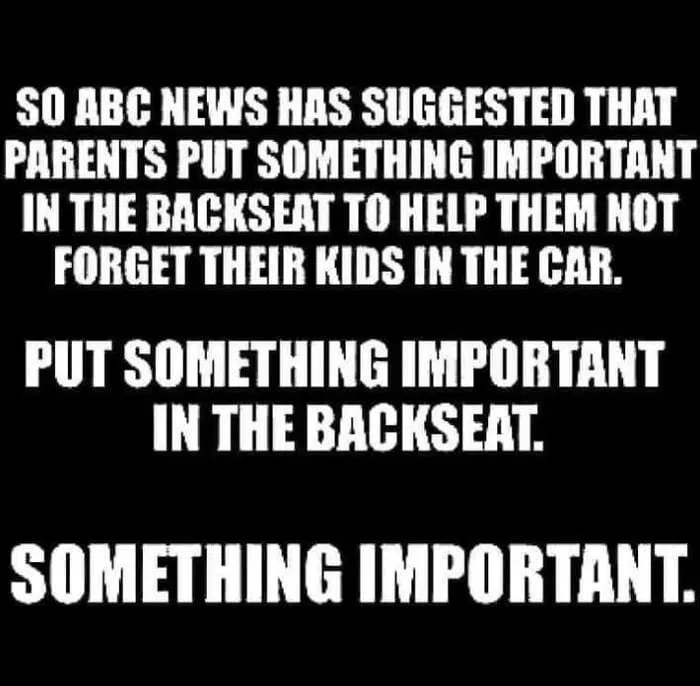 SO ABC NEWS HAS SUGGESTED THAT
PARENTS PUT SOMETHING IMPORTANT
IN THE BACKSEAT TO HELP THEM NOT
FORGET THEIR KIDS IN THE CAR.
PUT SOMETHING IMPORTANT
IN THE BACKSEAT.
SOMETHING IMPORTANT.